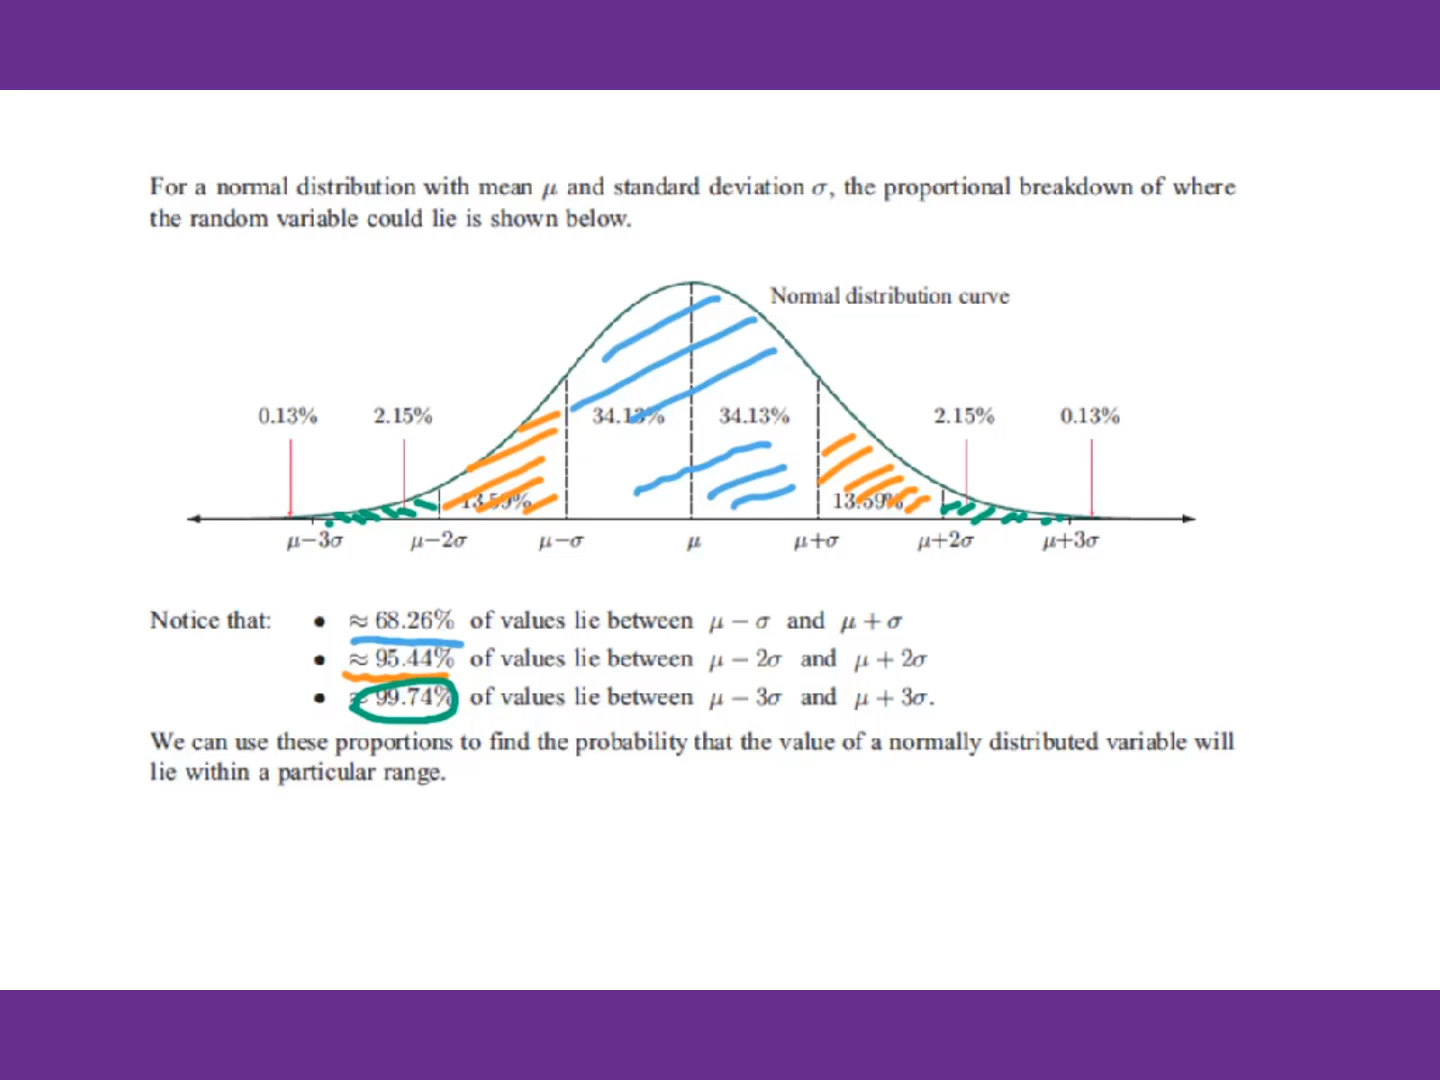 For a normal distribution with mean μ and standard deviation σ, the proportional breakdown of where
the random variable could lie is shown below.
Normal distribution curve
0.13% 2.15% 34.13% 34.13% 2.15% 0.13%
13.59% 13.59%
μ−3σ μ−2σ μ−σ μ μ+σ μ+2σ μ+3σ
Notice that: • ≈ 68.26% of values lie between μ − σ and μ + σ
• ≈ 95.44% of values lie between μ − 2σ and μ + 2σ
• ≈ 99.74% of values lie between μ − 3σ and μ + 3σ.
We can use these proportions to find the probability that the value of a normally distributed variable will
lie within a particular range.